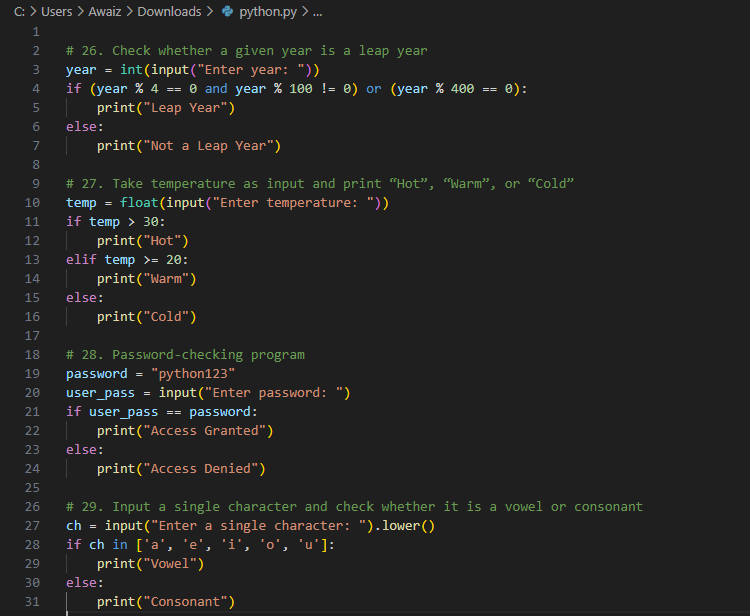 C: > Users > Awaiz > Downloads > python.py > ...
1
2 # 26. Check whether a given year is a leap year
3 year = int(input("Enter year: "))
4 if (year % 4 == 0 and year % 100 != 0) or (year % 400 == 0):
5     print("Leap Year")
6 else:
7     print("Not a Leap Year")
8
9 # 27. Take temperature as input and print “Hot”, “Warm”, or “Cold”
10 temp = float(input("Enter temperature: "))
11 if temp > 30:
12     print("Hot")
13 elif temp >= 20:
14     print("Warm")
15 else:
16     print("Cold")
17
18 # 28. Password-checking program
19 password = "python123"
20 user_pass = input("Enter password: ")
21 if user_pass == password:
22     print("Access Granted")
23 else:
24     print("Access Denied")
25
26 # 29. Input a single character and check whether it is a vowel or consonant
27 ch = input("Enter a single character: ").lower()
28 if ch in ['a', 'e', 'i', 'o', 'u']:
29     print("Vowel")
30 else:
31     print("Consonant")